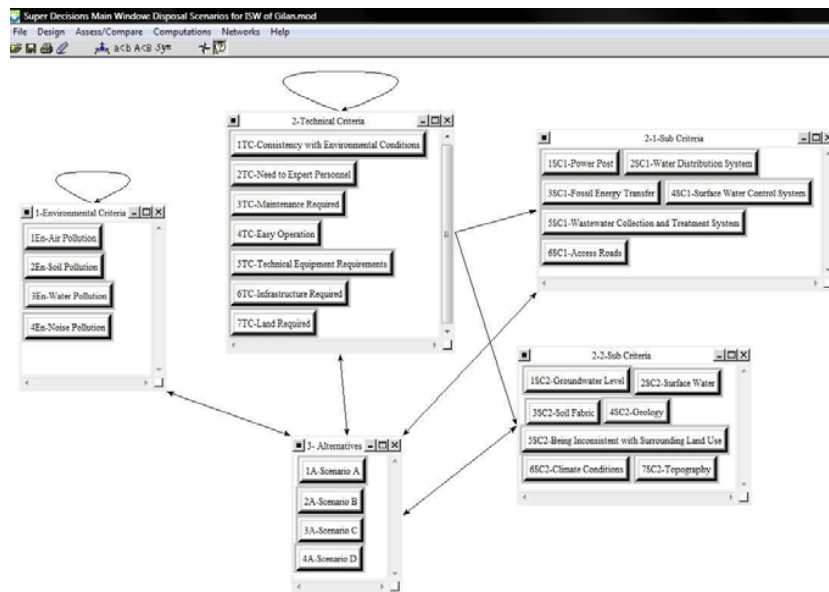 Super Decisions Main Window: Disposal Scenarios for ISW of Gilan.mod
File Design Assess/Compare Computations Networks Help
a<b A<B Sym
2-Technical Criteria
1TC-Consistency with Environmental Conditions
2TC-Need to Expert Personnel
3TC-Maintenance Required
4TC-Easy Operation
5TC-Technical Equipment Requirements
6TC-Infrastructure Required
7TC-Land Required
2-1-Sub Criteria
1SC1-Power Post 2SC1-Water Distribution System
3SC1-Fossil Energy Transfer 4SC1-Surface Water Control System
5SC1-Wastewater Collection and Treatment System
6SC1-Access Roads
1-Environmental Criteria
1En-Air Pollution
2En-Soil Pollution
3En-Water Pollution
4En-Noise Pollution
2-2-Sub Criteria
1SC2-Groundwater Level 2SC2-Surface Water
3SC2-Soil Fabric 4SC2-Geology
5SC2-Being Inconsistent with Surrounding Land Use
6SC2-Climate Conditions 7SC2-Topography
3- Alternatives
1A-Scenario A
2A-Scenario B
3A-Scenario C
4A-Scenario D